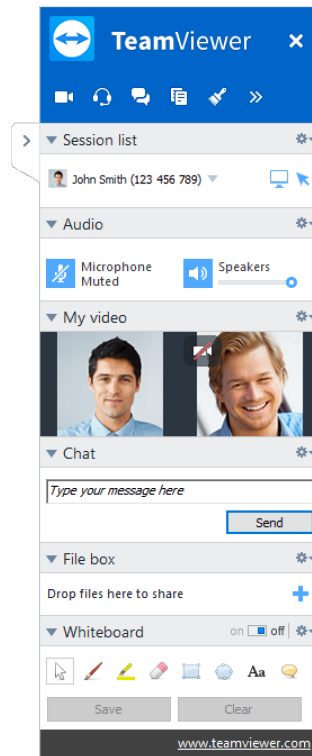 TeamViewer
Session list
John Smith (123 456 789)
Audio
Microphone
Muted
Speakers
My video
Chat
Type your message here
Send
File box
Drop files here to share
Whiteboard
on off
Aa
Save
Clear
www.teamviewer.com